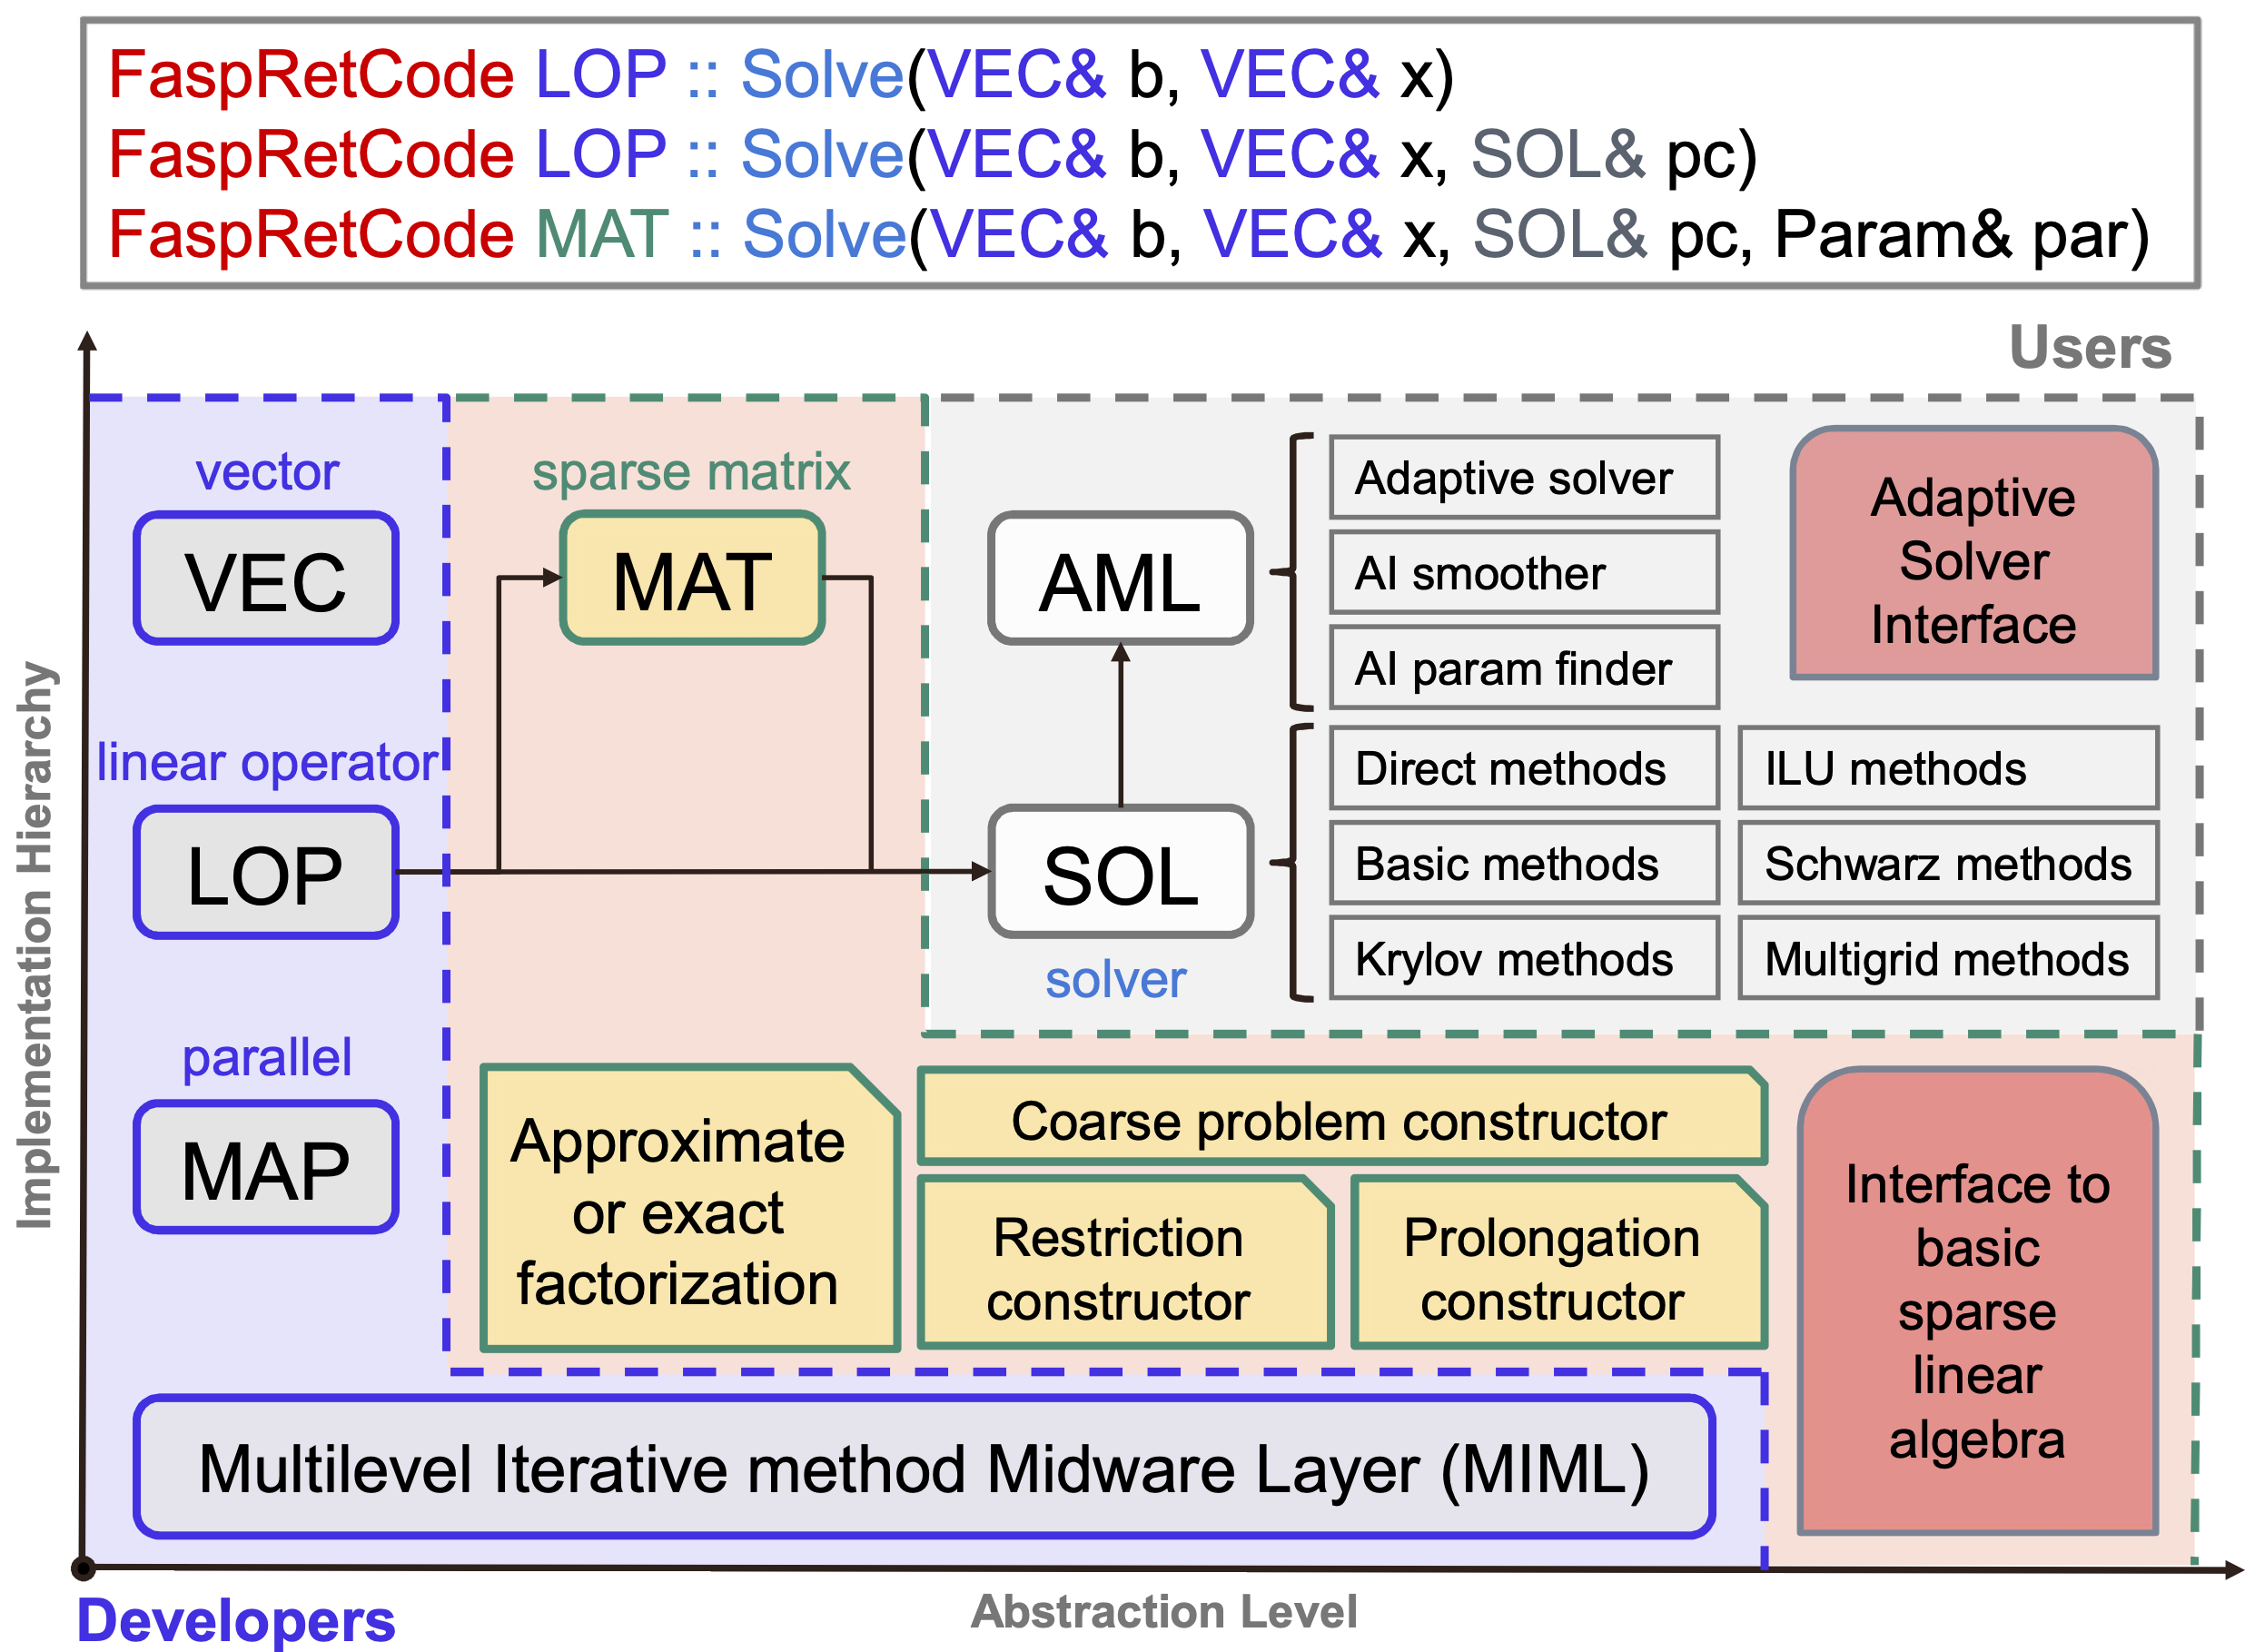 FaspRetCode LOP :: Solve(VEC& b, VEC& x)
FaspRetCode LOP :: Solve(VEC& b, VEC& x, SOL& pc)
FaspRetCode MAT :: Solve(VEC& b, VEC& x, SOL& pc, Param& par)
Users
Implementation Hierarchy
vector
VEC
linear operator
LOP
parallel
MAP
sparse matrix
MAT
AML
SOL
solver
Adaptive solver
AI smoother
AI param finder
Direct methods
Basic methods
Krylov methods
ILU methods
Schwarz methods
Multigrid methods
Adaptive
Solver
Interface
Approximate
or exact
factorization
Coarse problem constructor
Restriction
constructor
Prolongation
constructor
Interface to
basic
sparse
linear
algebra
Multilevel Iterative method Midware Layer (MIML)
Developers
Abstraction Level